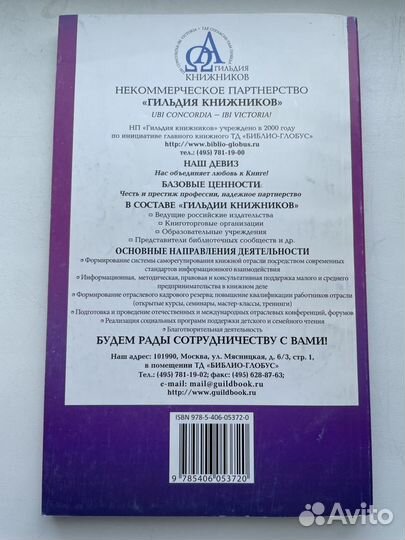 UBI CONCORDIA – IBI VICTORIA!
ГИЛЬДИЯ
КНИЖНИКОВ
НЕКОММЕРЧЕСКОЕ ПАРТНЕРСТВО
«ГИЛЬДИЯ КНИЖНИКОВ»
UBI CONCORDIA — IBI VICTORIA!
НП «Гильдия книжников» учреждено в 2000 году
по инициативе главного книжного ТД «БИБЛИО-ГЛОБУС»
http://www.biblio-globus.ru
тел.: (495) 781-19-00
НАШ ДЕВИЗ
Нас объединяет любовь к Книге!
БАЗОВЫЕ ЦЕННОСТИ
Честь и престиж профессии, надежное партнерство
В СОСТАВЕ «ГИЛЬДИИ КНИЖНИКОВ»
Ведущие российские издательства
Книготорговые организации
Образовательные учреждения
Представители библиотечных сообществ и др.
ОСНОВНЫЕ НАПРАВЛЕНИЯ ДЕЯТЕЛЬНОСТИ
Формирование системы саморегулирования книжной отрасли посредством современных
стандартов информационного взаимодействия
Информационная, методическая, правовая и консультативная поддержка малого и среднего
предпринимательства в книжном деле
Формирование отраслевого кадрового резерва; повышение квалификации работников отрасли
(открытые курсы, семинары, мастер-классы, тренинги)
Подготовка и проведение отечественных и международных отраслевых конференций, форумов
Реализация социальных программ поддержки детского и семейного чтения
Благотворительная деятельность
БУДЕМ РАДЫ СОТРУДНИЧЕСТВУ С ВАМИ!
Наш адрес: 101990, Москва, ул. Мясницкая, д. 6/3, стр. 1,
в помещении ТД «БИБЛИО-ГЛОБУС»
Тел.: (495) 781-19-02; факс: (495) 628-87-63;
e-mail: mail@guildbook.ru
http://www.guildbook.ru
ISBN 978-5-406-05372-0
9 785406 053720
Avito